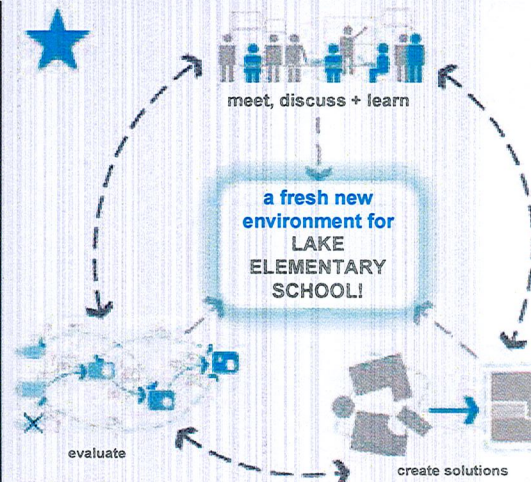 meet, discuss + learn
a fresh new
environment for
LAKE
ELEMENTARY
SCHOOL!
evaluate
create solutions